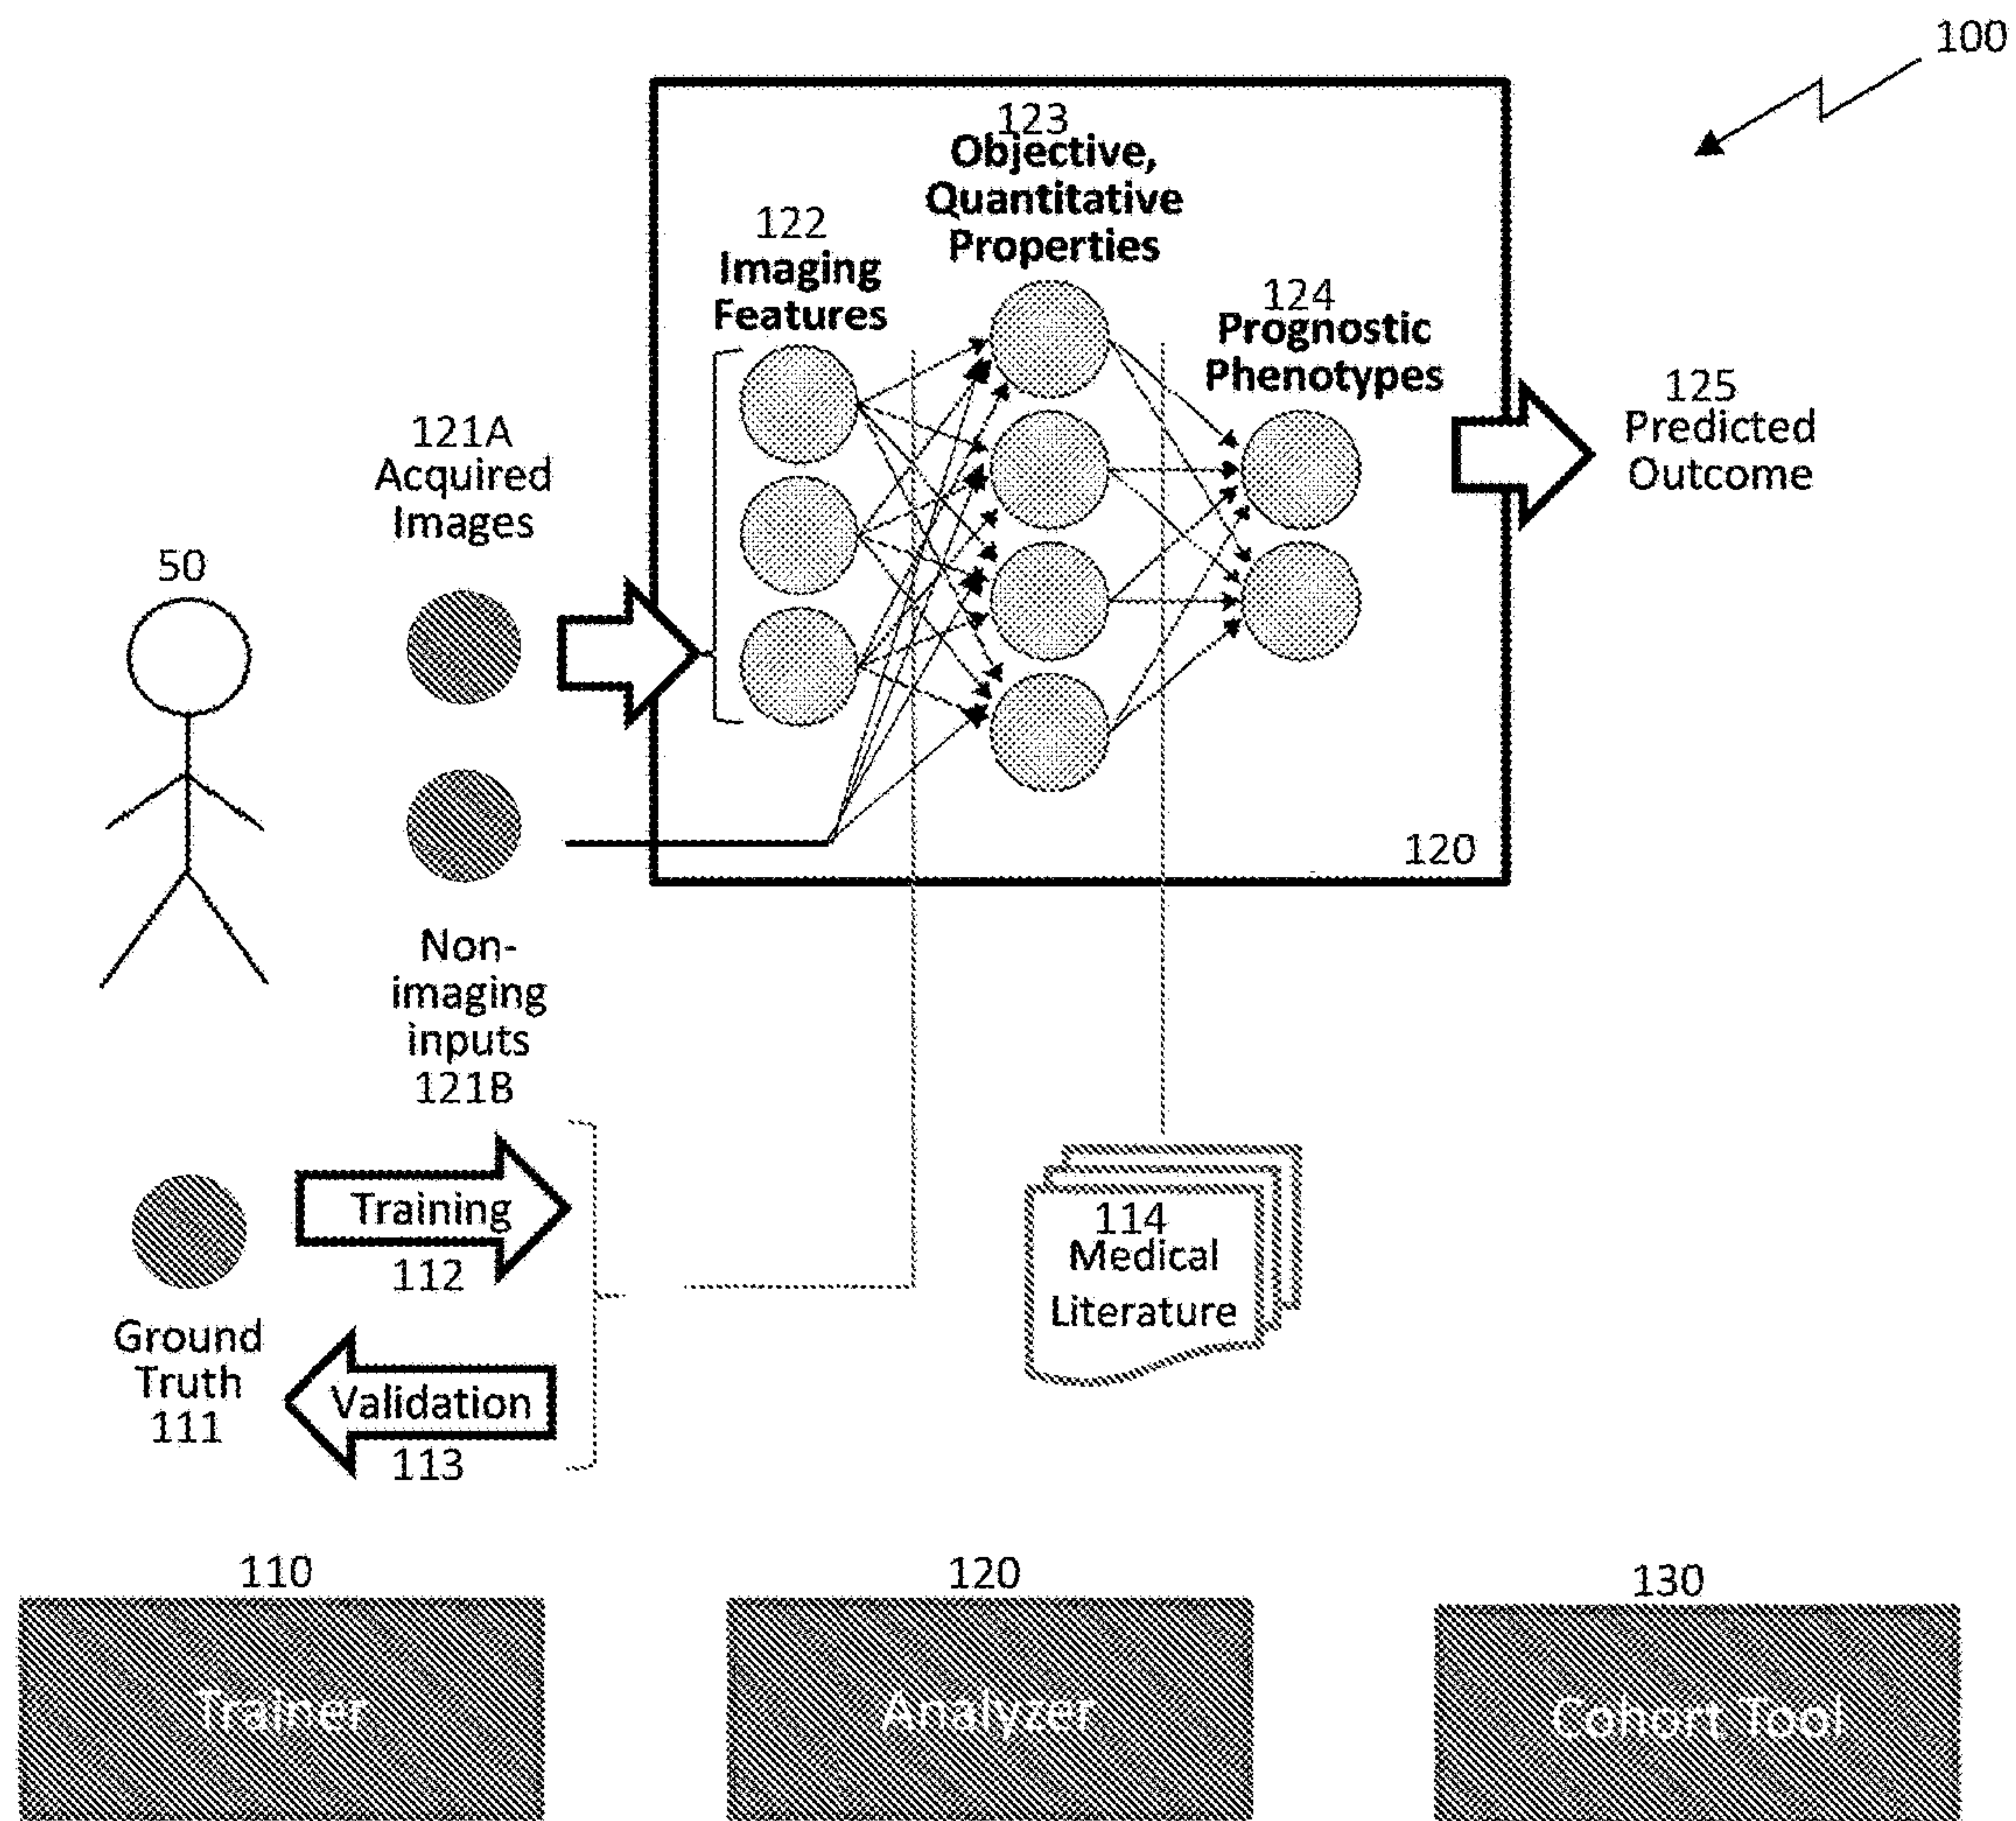 100
123
Objective,
Quantitative
Properties
122
Imaging
Features
124
Prognostic
Phenotypes
125
Predicted
Outcome
121A
Acquired
Images
50
120
Non-
imaging
inputs
121B
Training
112
114
Medical
Literature
Ground
Truth
111
Validation
113
110
Trainer
120
Analyzer
130
Cohort Tool